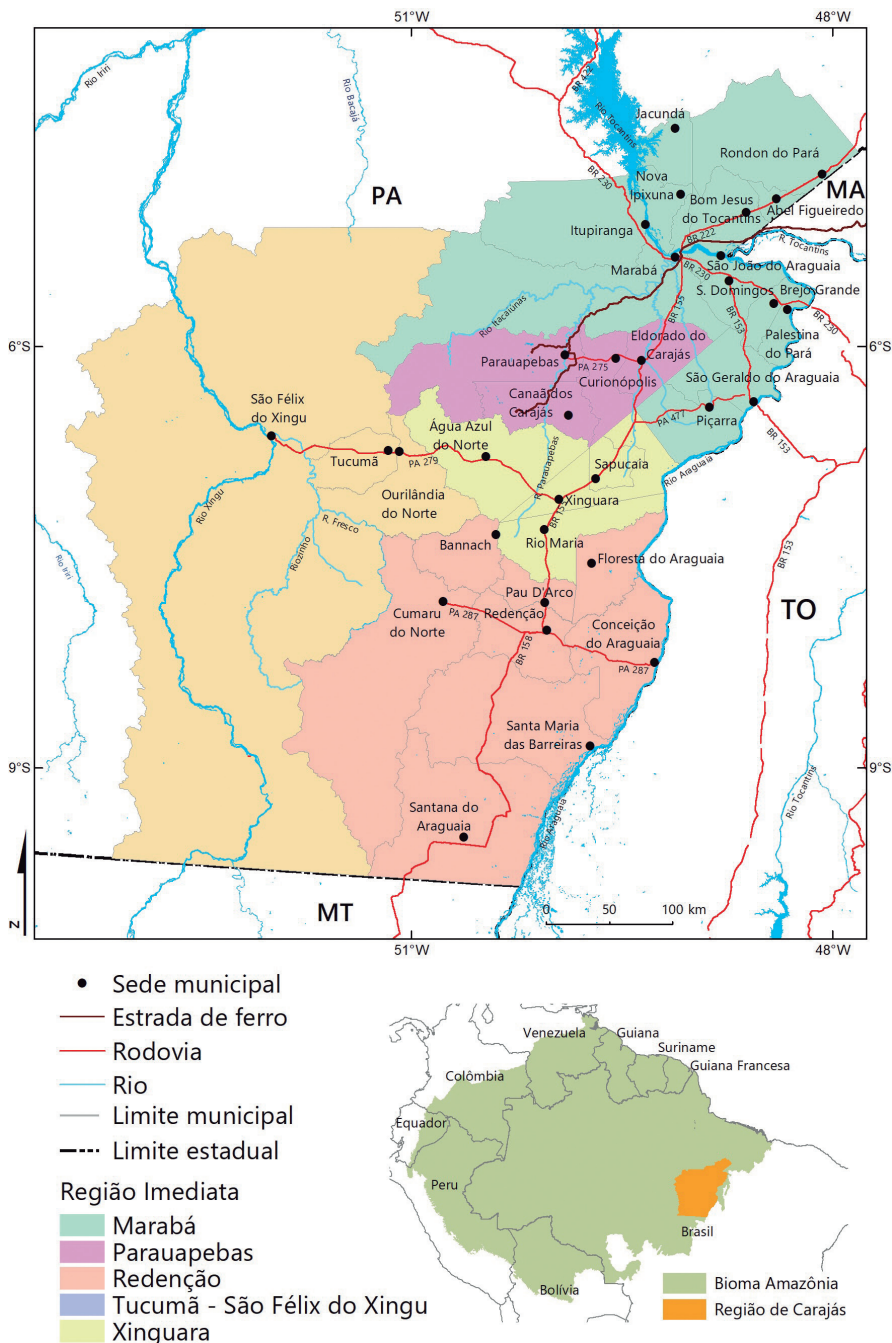 51°W
48°W
Rio Iriri
Rio Bacajá
BR 422
Rio Tocantins
Jacundá
Rondon do Pará
BR 230
PA
Nova
Ipixuna
MA
Bom Jesus
do Tocantins
Abel Figueiredo
Itupiranga
BR 222
R. Tocantins
Marabá
BR 230
São João do Araguaia
S. Domingos
Brejo Grande
Rio Itacaiunas
BR 155
BR 153
BR 230
6°S
6°S
Eldorado do
Carajás
Palestina
do Pará
Parauapebas
PA 275
Curionópolis
São Geraldo do Araguaia
Canaã dos
Carajás
São Félix
do Xingu
Água Azul
do Norte
PA 477
Piçarra
BR 153
Tucumã
PA 279
R. Parauapebas
Sapucaia
Rio Araguaia
Rio Xingu
Ourilândia
do Norte
Xinguara
R. Fresco
BR 155
Rio Maria
Bannach
Riozinho
Floresta do Araguaia
BR 153
Rio Iriri
Pau D'Arco
TO
Cumaru
do Norte
PA 287
Redenção
Conceição
do Araguaia
BR 158
PA 287
Santa Maria
das Barreiras
9°S
9°S
Rio Tocantins
Santana do
Araguaia
Rio Araguaia
MT
0 50 100 km
N
51°W
48°W
Sede municipal
Estrada de ferro
Rodovia
Rio
Limite municipal
Limite estadual
Região Imediata
Marabá
Parauapebas
Redenção
Tucumã - São Félix do Xingu
Xinguara
Venezuela
Guiana
Suriname
Guiana Francesa
Colômbia
Equador
Peru
Brasil
Bolívia
Bioma Amazônia
Região de Carajás